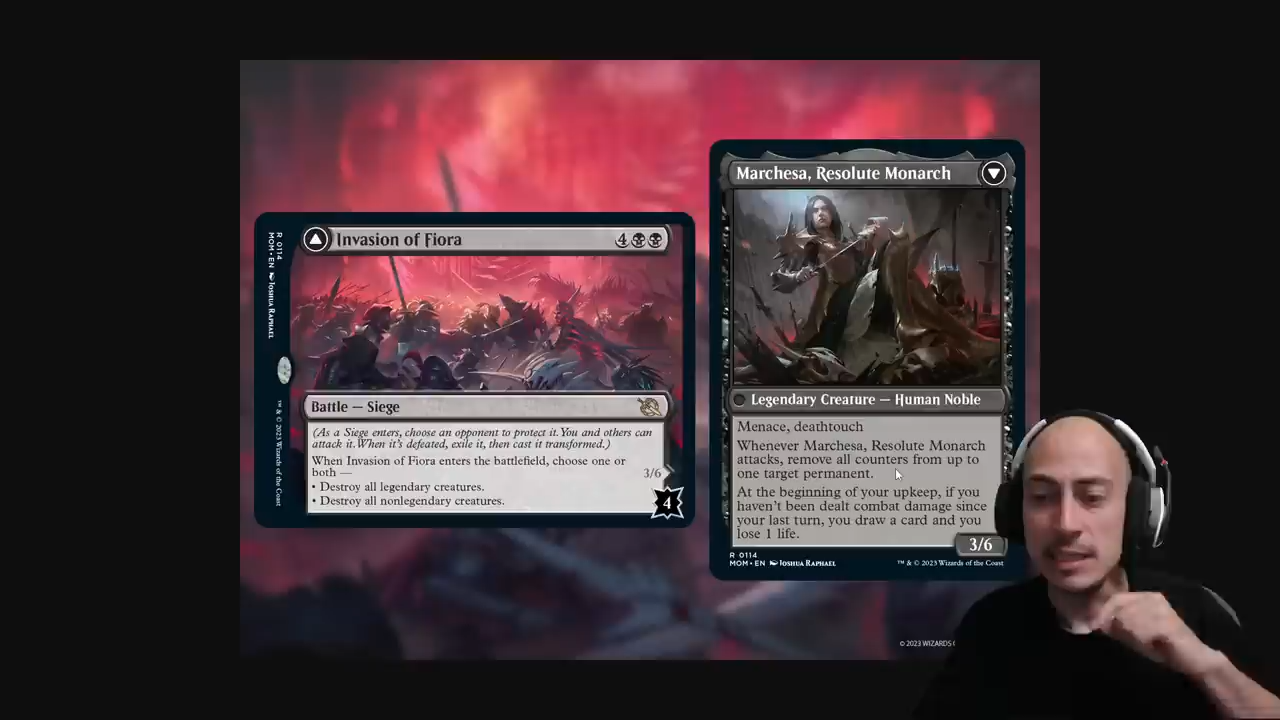 Invasion of Fiora
4
R 0114
MOM • EN JOSHUA RAPHAEL
™ & © 2023 Wizards of the Coast
Battle — Siege
(As a Siege enters, choose an opponent to protect it. You and others can
attack it. When it's defeated, exile it, then cast it transformed.)
When Invasion of Fiora enters the battlefield, choose one or
both —
• Destroy all legendary creatures.
• Destroy all nonlegendary creatures.
3/6
4
Marchesa, Resolute Monarch
Legendary Creature — Human Noble
Menace, deathtouch
Whenever Marchesa, Resolute Monarch
attacks, remove all counters from up to
one target permanent.
At the beginning of your upkeep, if you
haven't been dealt combat damage since
your last turn, you draw a card and you
lose 1 life.
3/6
R 0114
MOM • EN JOSHUA RAPHAEL
™ & © 2023 Wizards of the Coast
© 2023 WIZARDS